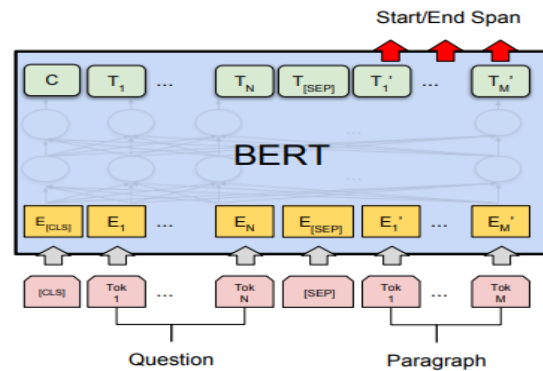 Start/End Span
C T1 ... TN T[SEP] T1' ... TM'
...
BERT
...
E[CLS] E1 ... EN E[SEP] E1' ... EM'
[CLS] Tok 1 ... Tok N [SEP] Tok 1 ... Tok M
Question Paragraph